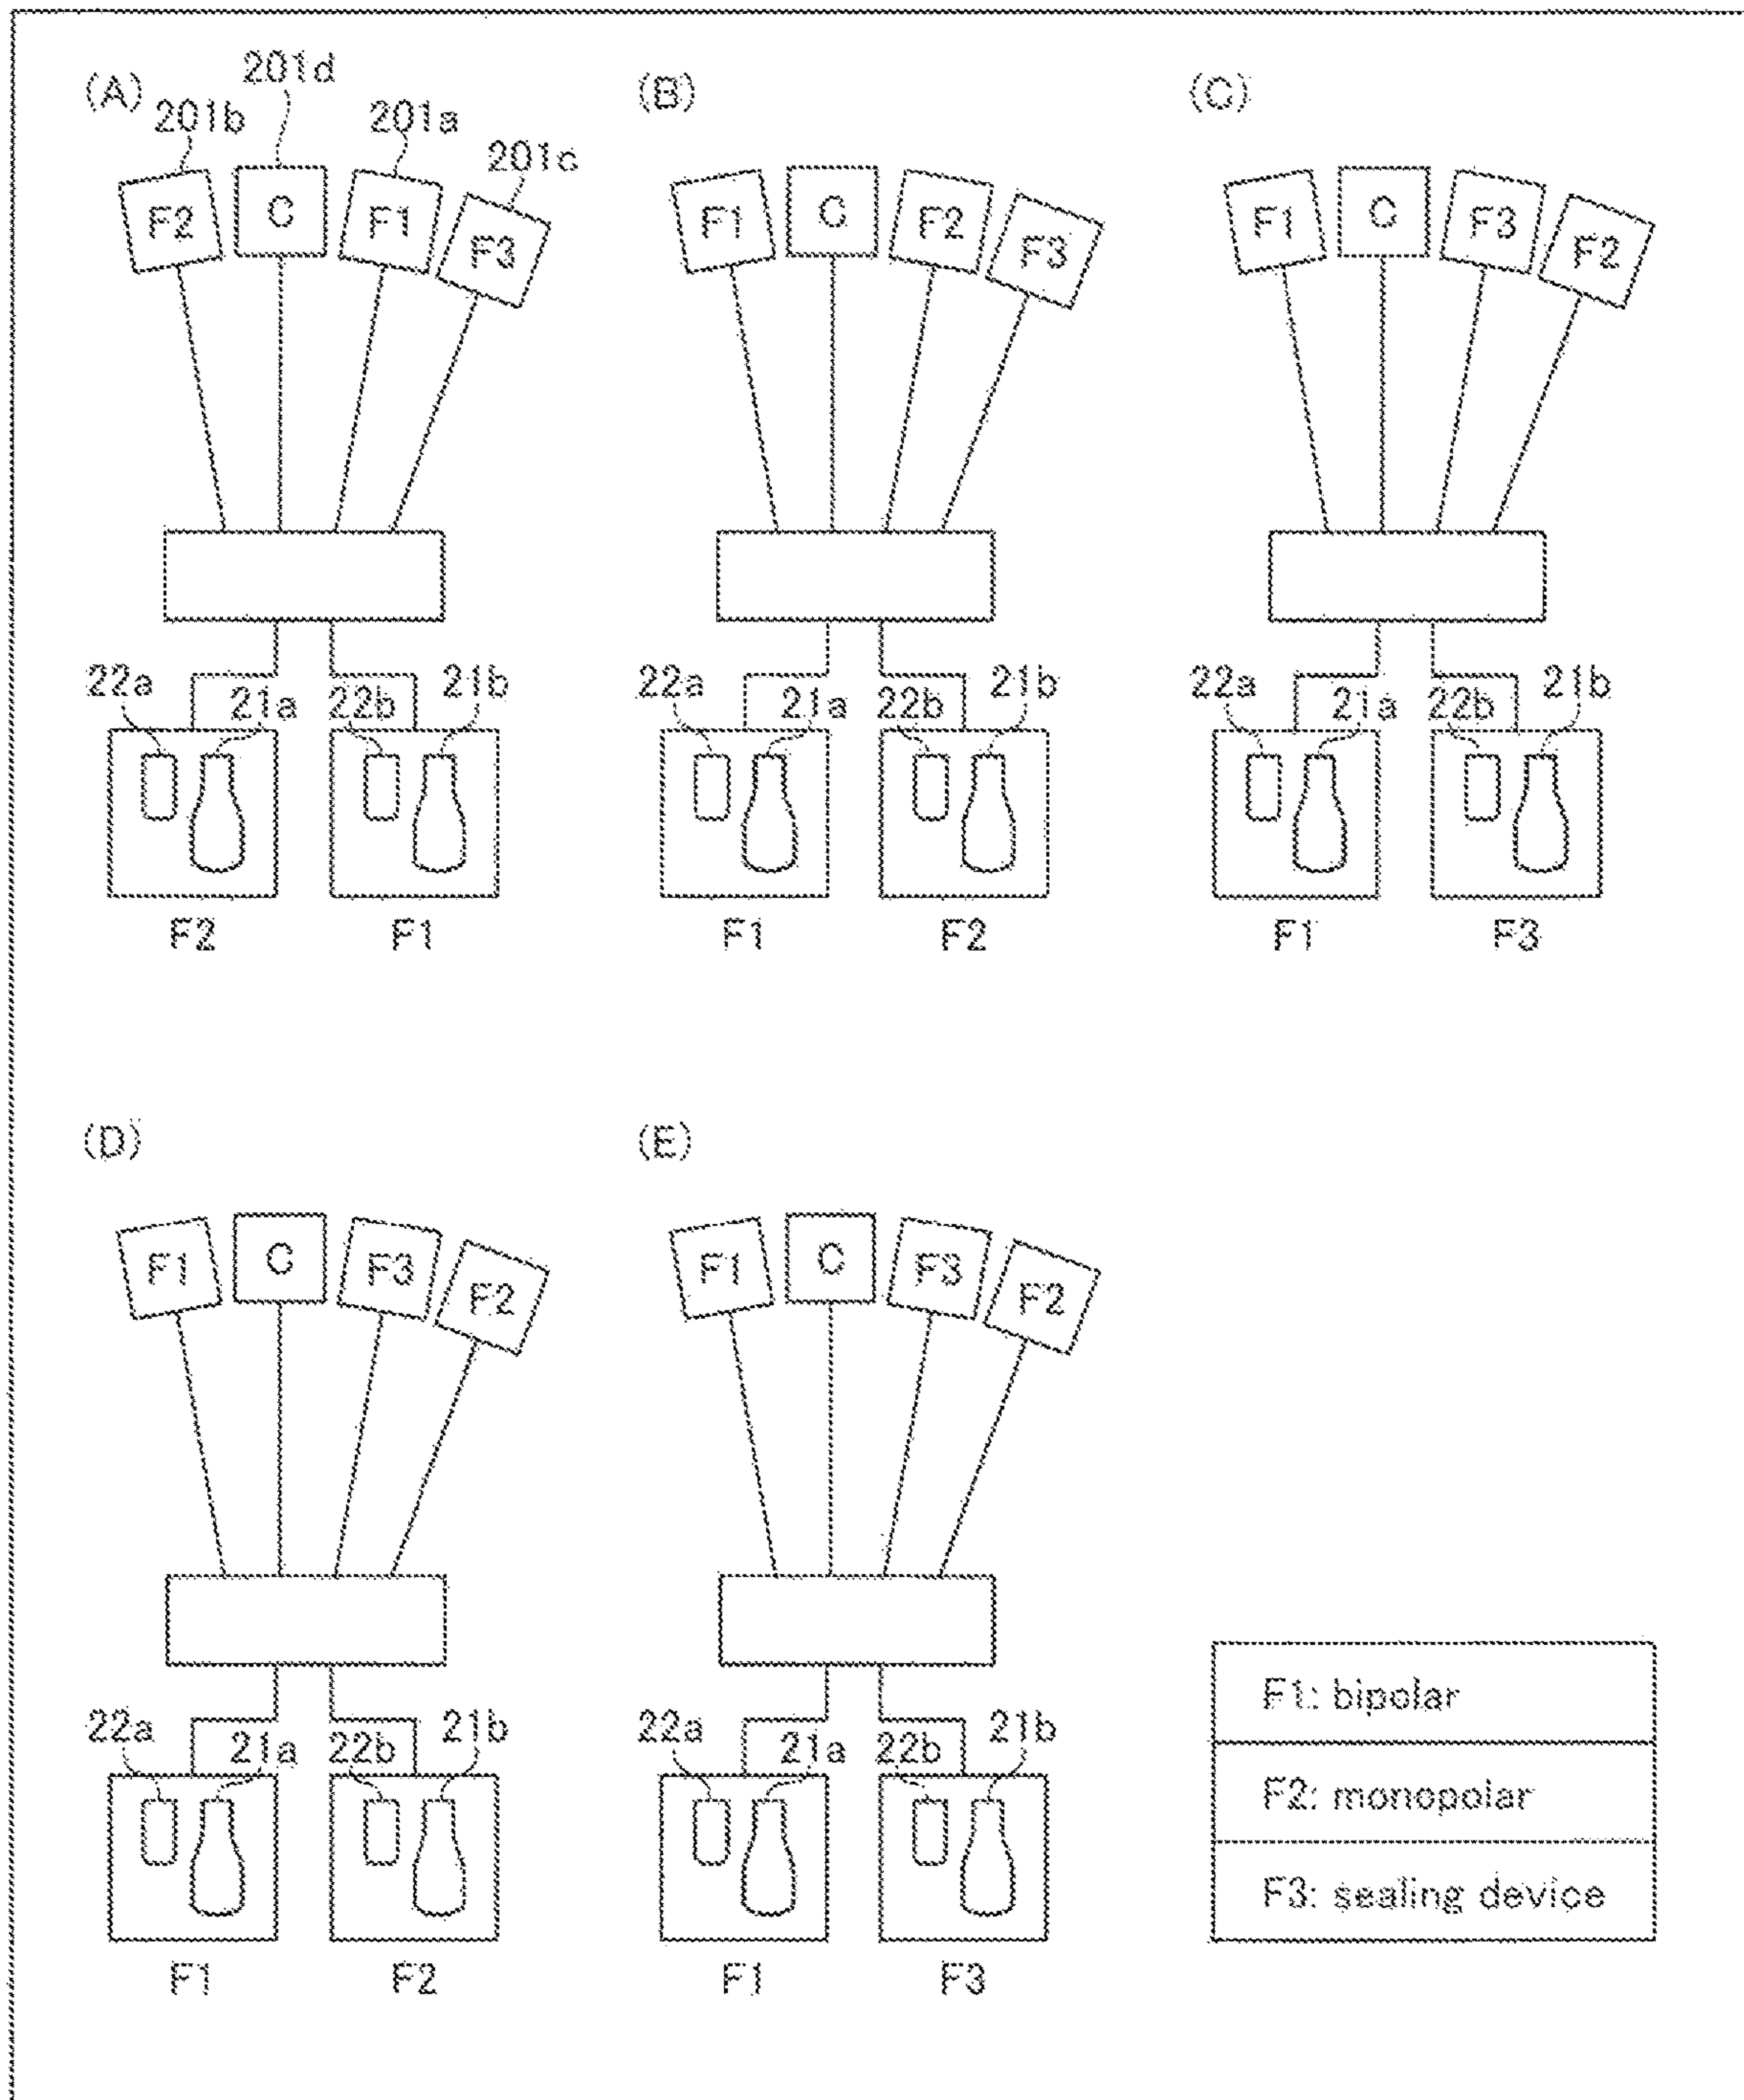 (A)
201d
(B)
(C)
201b
201a
201c
F2
C
F1
F3
F1
C
F2
F3
F1
C
F3
F2
22a
21a
22b
21b
22a
21a
22b
21b
22a
21a
22b
21b
F2
F1
F1
F2
F1
F3
(D)
(E)
F1
C
F3
F2
F1
C
F3
F2
22a
21a
22b
21b
22a
21a
22b
21b
F1
F2
F1
F3
F1: bipolar
F2: monopolar
F3: sealing device